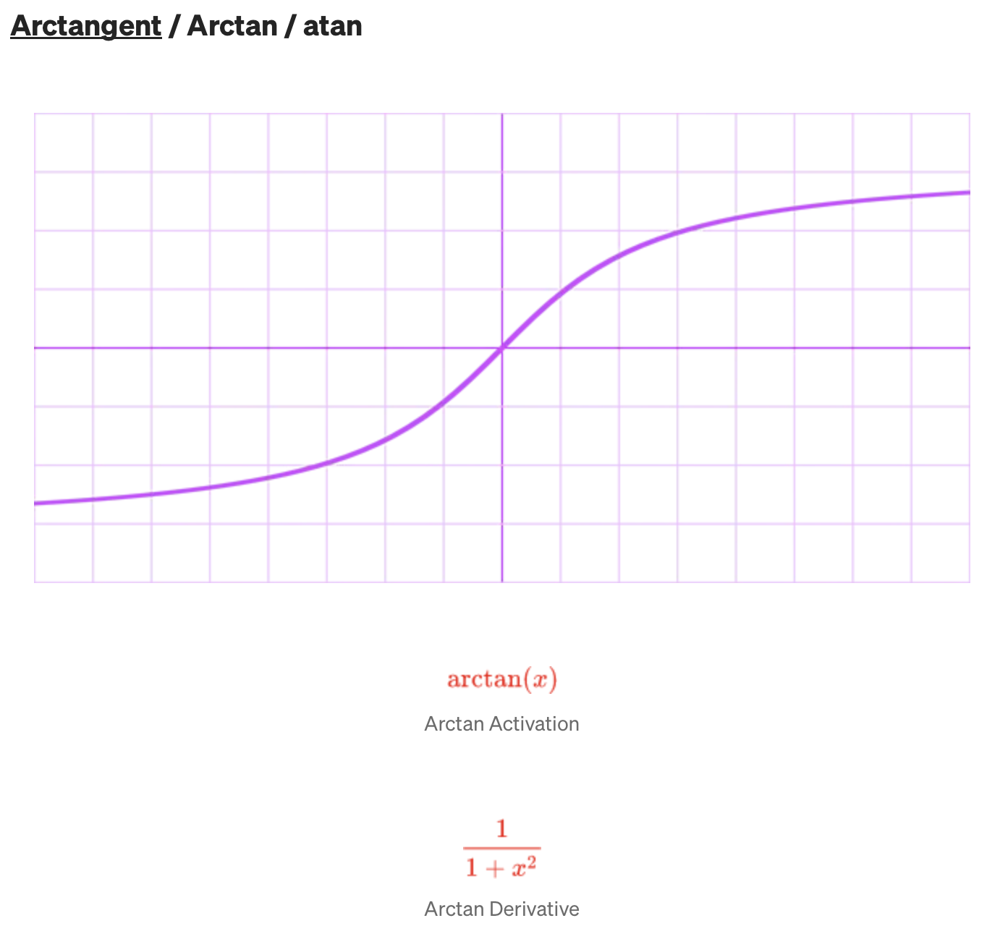 Arctangent / Arctan / atan
arctan(x)
Arctan Activation
1
1 + x²
Arctan Derivative